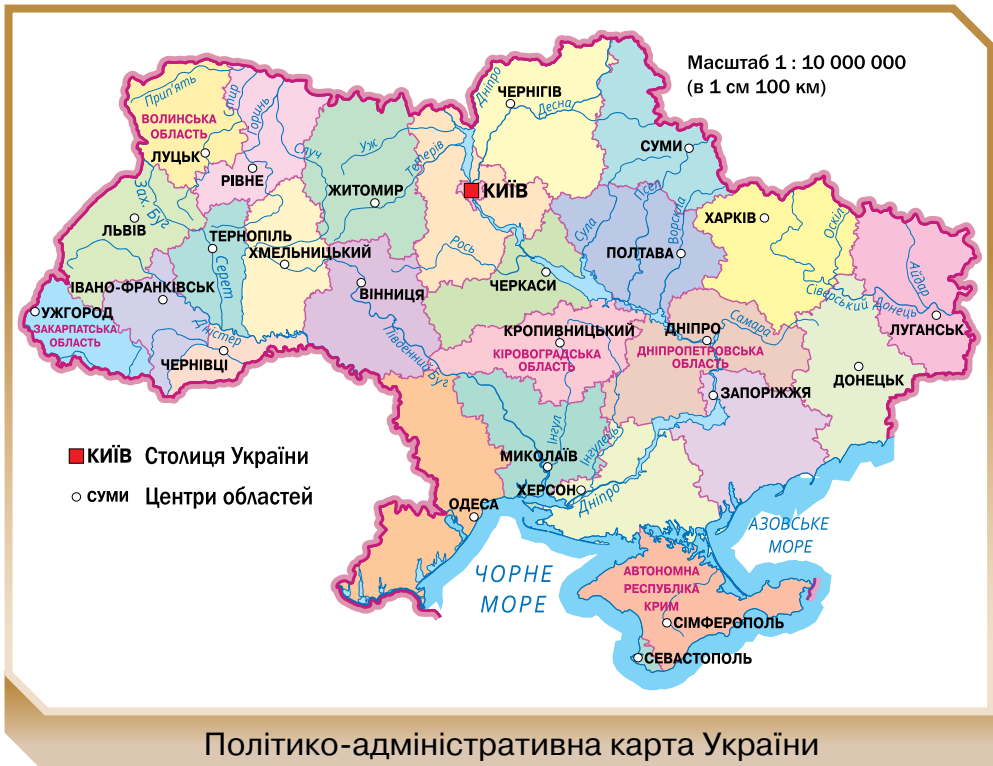 Масштаб 1 : 10 000 000
(в 1 см 100 км)
Дніпро
ЧЕРНІГІВ
Десна
Прип'ять
Стир
Горинь
ВОЛИНСЬКА
ОБЛАСТЬ
ЛУЦЬК
РІВНЕ
Случ
Уж
Тетерів
СУМИ
ЖИТОМИР
КИЇВ
Зах. Буг
ЛЬВІВ
ТЕРНОПІЛЬ
ХМЕЛЬНИЦЬКИЙ
Серет
Рось
Сула
Псел
Ворскла
ПОЛТАВА
ХАРКІВ
Оскіл
Айдар
ІВАНО-ФРАНКІВСЬК
ВІННИЦЯ
ЧЕРКАСИ
Сіверський Донець
УЖГОРОД
ЗАКАРПАТСЬКА
ОБЛАСТЬ
Дністер
ЧЕРНІВЦІ
Південний Буг
КРОПИВНИЦЬКИЙ
КІРОВОГРАДСЬКА
ОБЛАСТЬ
ДНІПРО
Самара
ДНІПРОПЕТРОВСЬКА
ОБЛАСТЬ
ЛУГАНСЬК
ДОНЕЦЬК
ЗАПОРІЖЖЯ
Інгул
Інгулець
МИКОЛАЇВ
ХЕРСОН
Дніпро
ОДЕСА
КИЇВ Столиця України
СУМИ Центри областей
АЗОВСЬКЕ
МОРЕ
ЧОРНЕ
МОРЕ
АВТОНОМНА
РЕСПУБЛІКА
КРИМ
СІМФЕРОПОЛЬ
СЕВАСТОПОЛЬ
Політико-адміністративна карта України